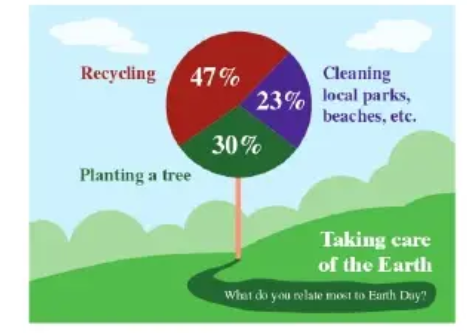 Recycling
47%
Cleaning
local parks,
beaches, etc.
23%
30%
Planting a tree
Taking care
of the Earth
What do you relate most to Earth Day?